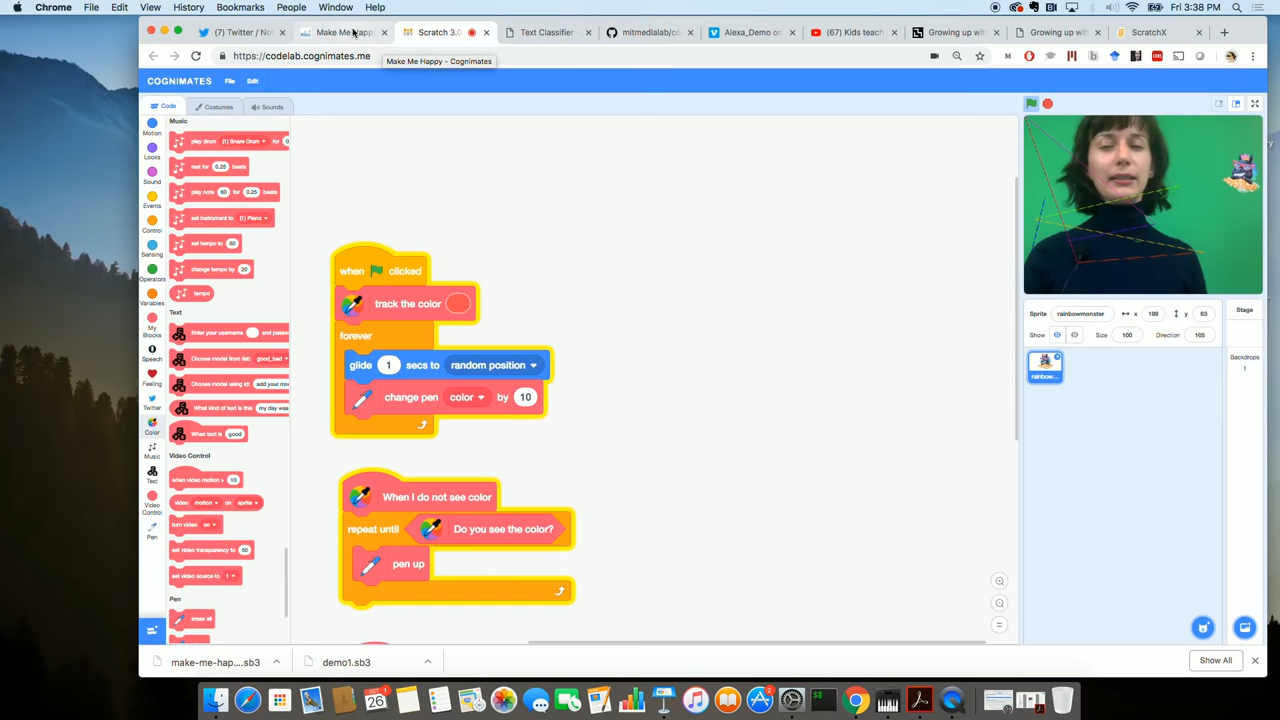 Chrome File Edit View History Bookmarks People Window Help Fri 3:38 PM
(7) Twitter / No Make Me Happy Scratch 3.0 Text Classifier mitmedialab/co Alexa_Demo on (67) Kids teach Growing up wi Growing up wi ScratchX
https://codelab.cognimates.me
Make Me Happy - Cognimates
COGNIMATES File Edit
Code Costumes Sounds
Motion
Looks
Sound
Events
Control
Sensing
Operators
Variables
My Blocks
Speech
Feeling
Twitter
Color
Music
Text
Video Control
Pen
Music
play drum (1) Snare Drum for 0
rest for 0.25 beats
play note 60 for 0.25 beats
set instrument to (1) Piano
set tempo to 60
change tempo by 20
tempo
Text
Enter your username and passw
Choose model from list: good_bad
Choose model using id: add your mo
What kind of text is this my day was
When text is good
Video Control
when video motion > 10
video motion on sprite
turn video on
set video transparency to 50
set video source to 1
Pen
erase all
when clicked
track the color
forever
glide 1 secs to random position
change pen color by 10
When I do not see color
repeat until Do you see the color?
pen up
Sprite rainbowmonster x 199 y 63
Show Size 100 Direction 105
rainbow...
Stage
Backdrops
1
make-me-hap....sb3 demo1.sb3 Show All
OCT
26